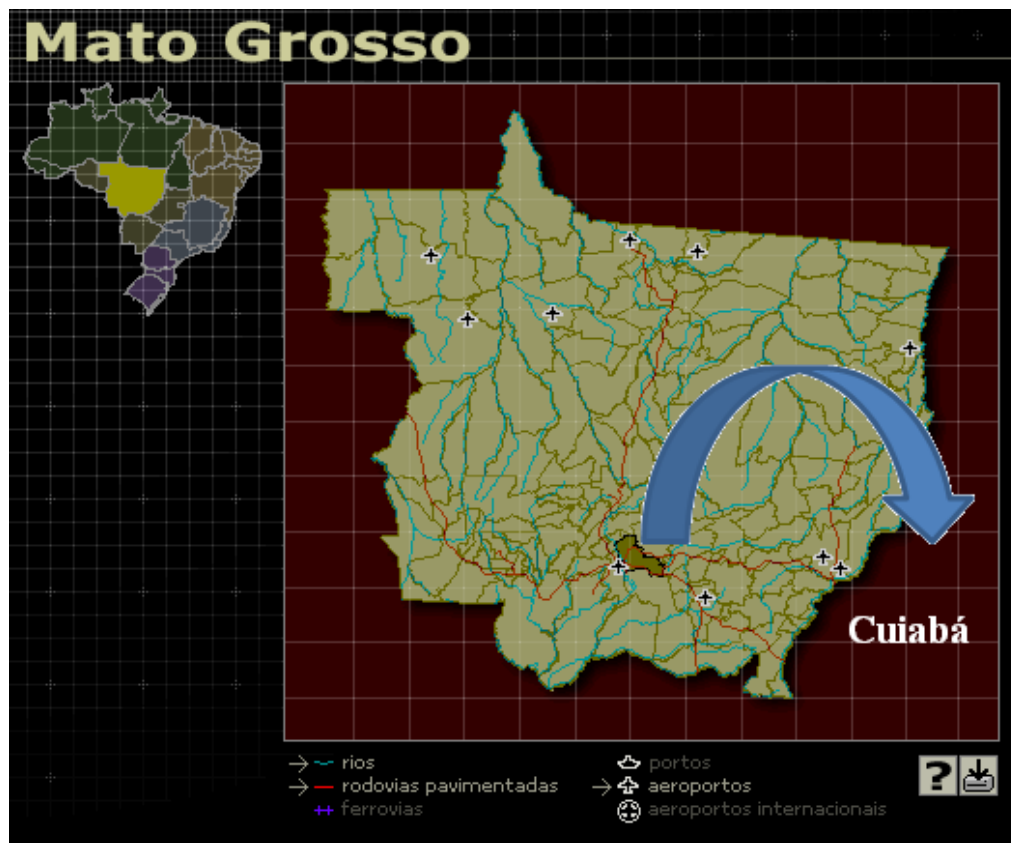 Mato Grosso
Cuiabá
rios
rodovias pavimentadas
ferrovias
portos
aeroportos
aeroportos internacionais
?